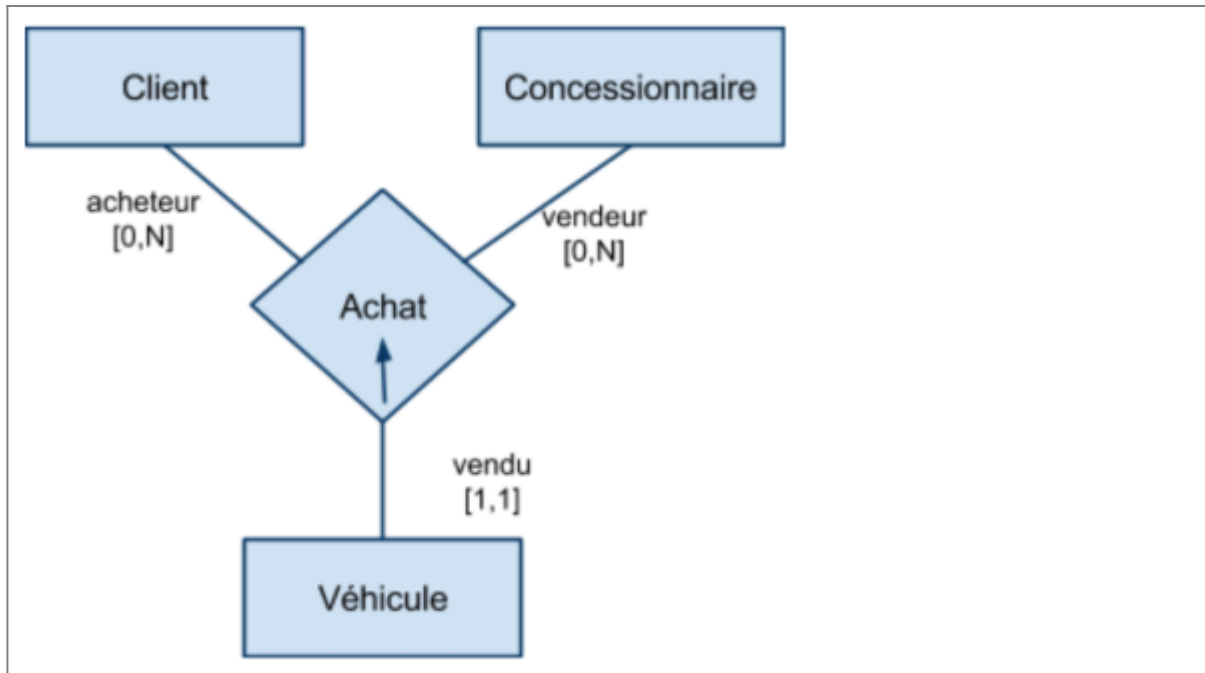 Client
Concessionnaire
acheteur
[0,N]
vendeur
[0,N]
Achat
vendu
[1,1]
Véhicule